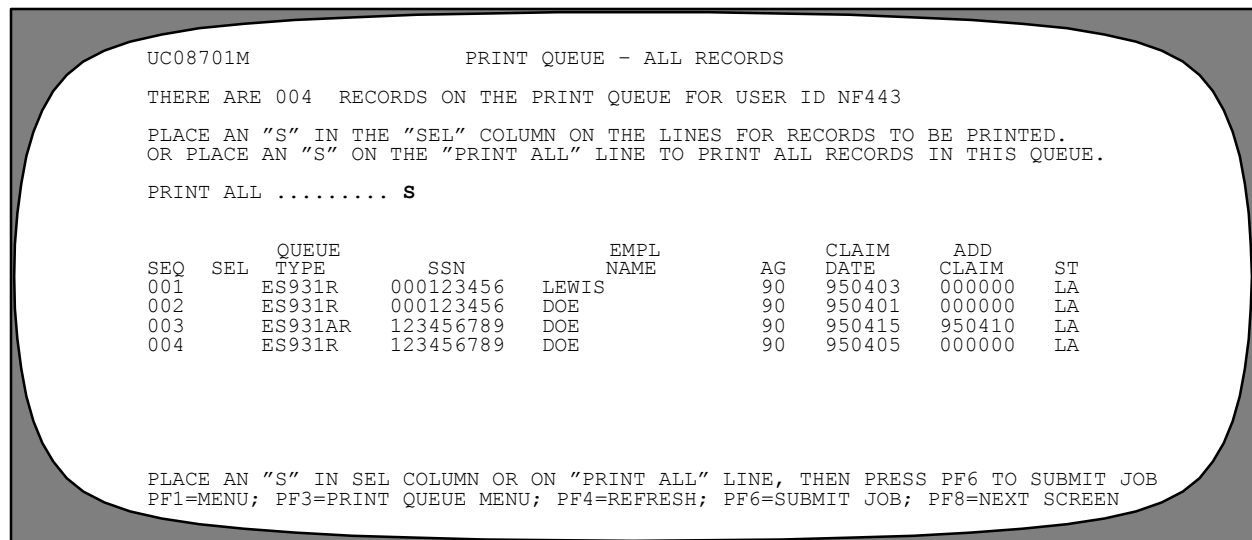 UC08701M PRINT QUEUE – ALL RECORDS
THERE ARE 004 RECORDS ON THE PRINT QUEUE FOR USER ID NF443
PLACE AN ”S” IN THE ”SEL” COLUMN ON THE LINES FOR RECORDS TO BE PRINTED.
OR PLACE AN ”S” ON THE ”PRINT ALL” LINE TO PRINT ALL RECORDS IN THIS QUEUE.
PRINT ALL ......... S
QUEUE EMPL CLAIM ADD
SEQ SEL TYPE SSN NAME AG DATE CLAIM ST
001 ES931R 000123456 LEWIS 90 950403 000000 LA
002 ES931R 000123456 DOE 90 950401 000000 LA
003 ES931AR 123456789 DOE 90 950415 950410 LA
004 ES931R 123456789 DOE 90 950405 000000 LA
PLACE AN ”S” IN SEL COLUMN OR ON ”PRINT ALL” LINE, THEN PRESS PF6 TO SUBMIT JOB
PF1=MENU; PF3=PRINT QUEUE MENU; PF4=REFRESH; PF6=SUBMIT JOB; PF8=NEXT SCREEN